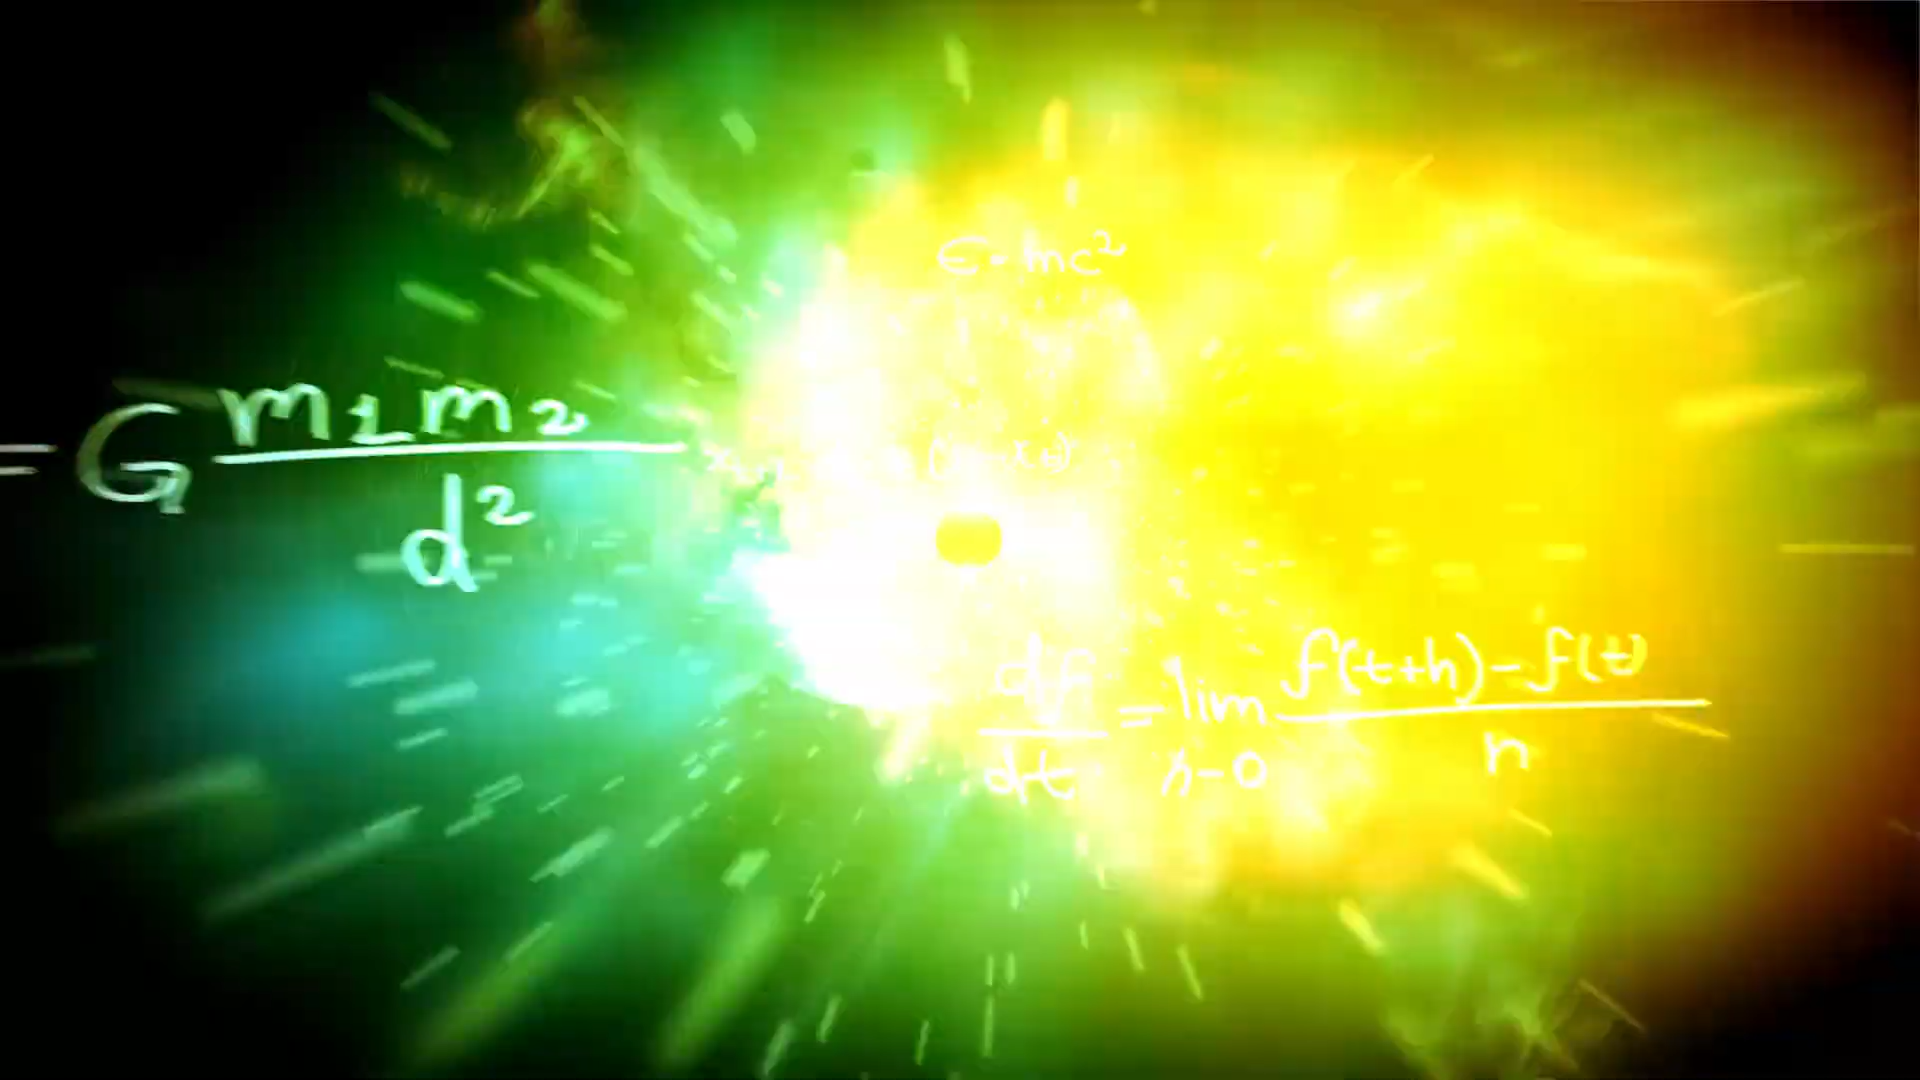 E=mc²
= G m₁m₂ / d²
df/dt = lim h-0 f(t+h)-f(t) / h